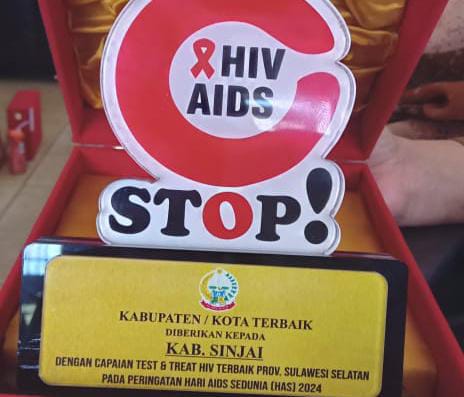 HIV
AIDS
STOP!
KABUPATEN / KOTA TERBAIK
DIBERIKAN KEPADA
KAB. SINJAI
DENGAN CAPAIAN TEST & TREAT HIV TERBAIK PROV. SULAWESI SELATAN
PADA PERINGATAN HARI AIDS SEDUNIA (HAS) 2024